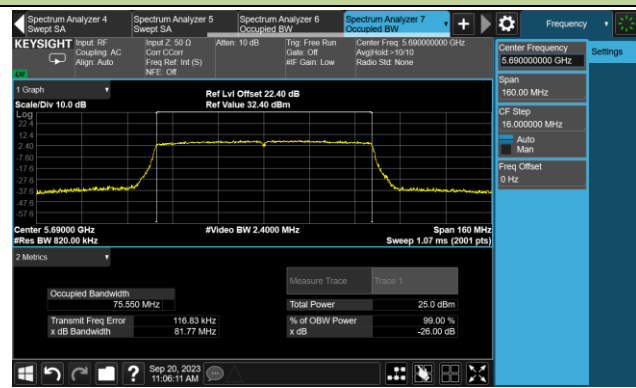 Spectrum Analyzer 4
Swept SA
Spectrum Analyzer 5
Swept SA
Spectrum Analyzer 6
Occupied BW
Spectrum Analyzer 7
Occupied BW
Frequency
KEYSIGHT
Input: RF
Coupling: AC
Align: Auto
Input Z: 50 Ω
Corr CCorr
Freq Ref: Int (S)
NFE: Off
Atten: 10 dB
Trig: Free Run
Gate: Off
#IF Gain: Low
Center Freq: 5.690000000 GHz
Avg|Hold:>10/10
Radio Std: None
Center Frequency
5.690000000 GHz
Settings
Span
160.00 MHz
CF Step
16.000000 MHz
Auto
Man
Freq Offset
0 Hz
1 Graph
Scale/Div 10.0 dB
Ref Lvl Offset 22.40 dB
Ref Value 32.40 dBm
Log
22.4
12.4
2.40
-7.60
-17.6
-27.6
-37.6
-47.6
-57.6
Center 5.69000 GHz
#Res BW 820.00 kHz
#Video BW 2.4000 MHz
Span 160 MHz
Sweep 1.07 ms (2001 pts)
2 Metrics
Measure Trace
Trace 1
Occupied Bandwidth
75.550 MHz
Total Power
25.0 dBm
Transmit Freq Error
116.83 kHz
% of OBW Power
99.00 %
x dB Bandwidth
81.77 MHz
x dB
-26.00 dB
Sep 20, 2023
11:06:11 AM